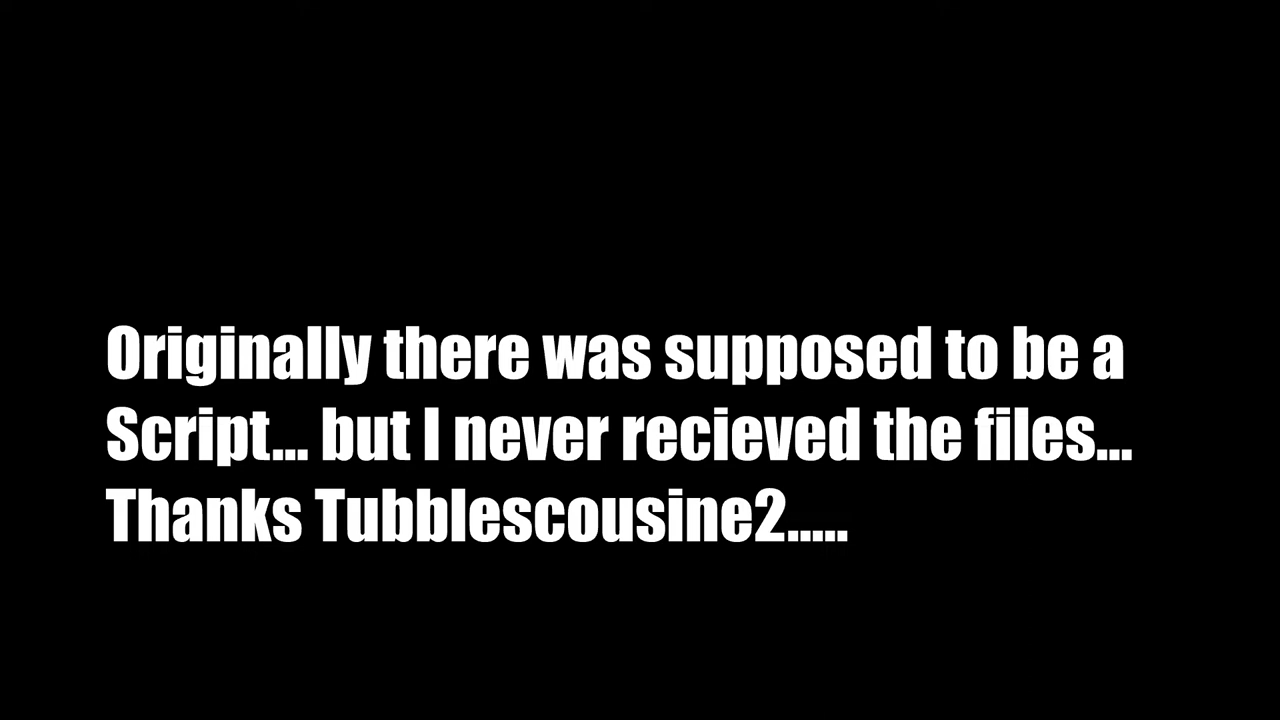 Originally there was supposed to be a
Script... but I never recieved the files...
Thanks Tubblescousine2.....